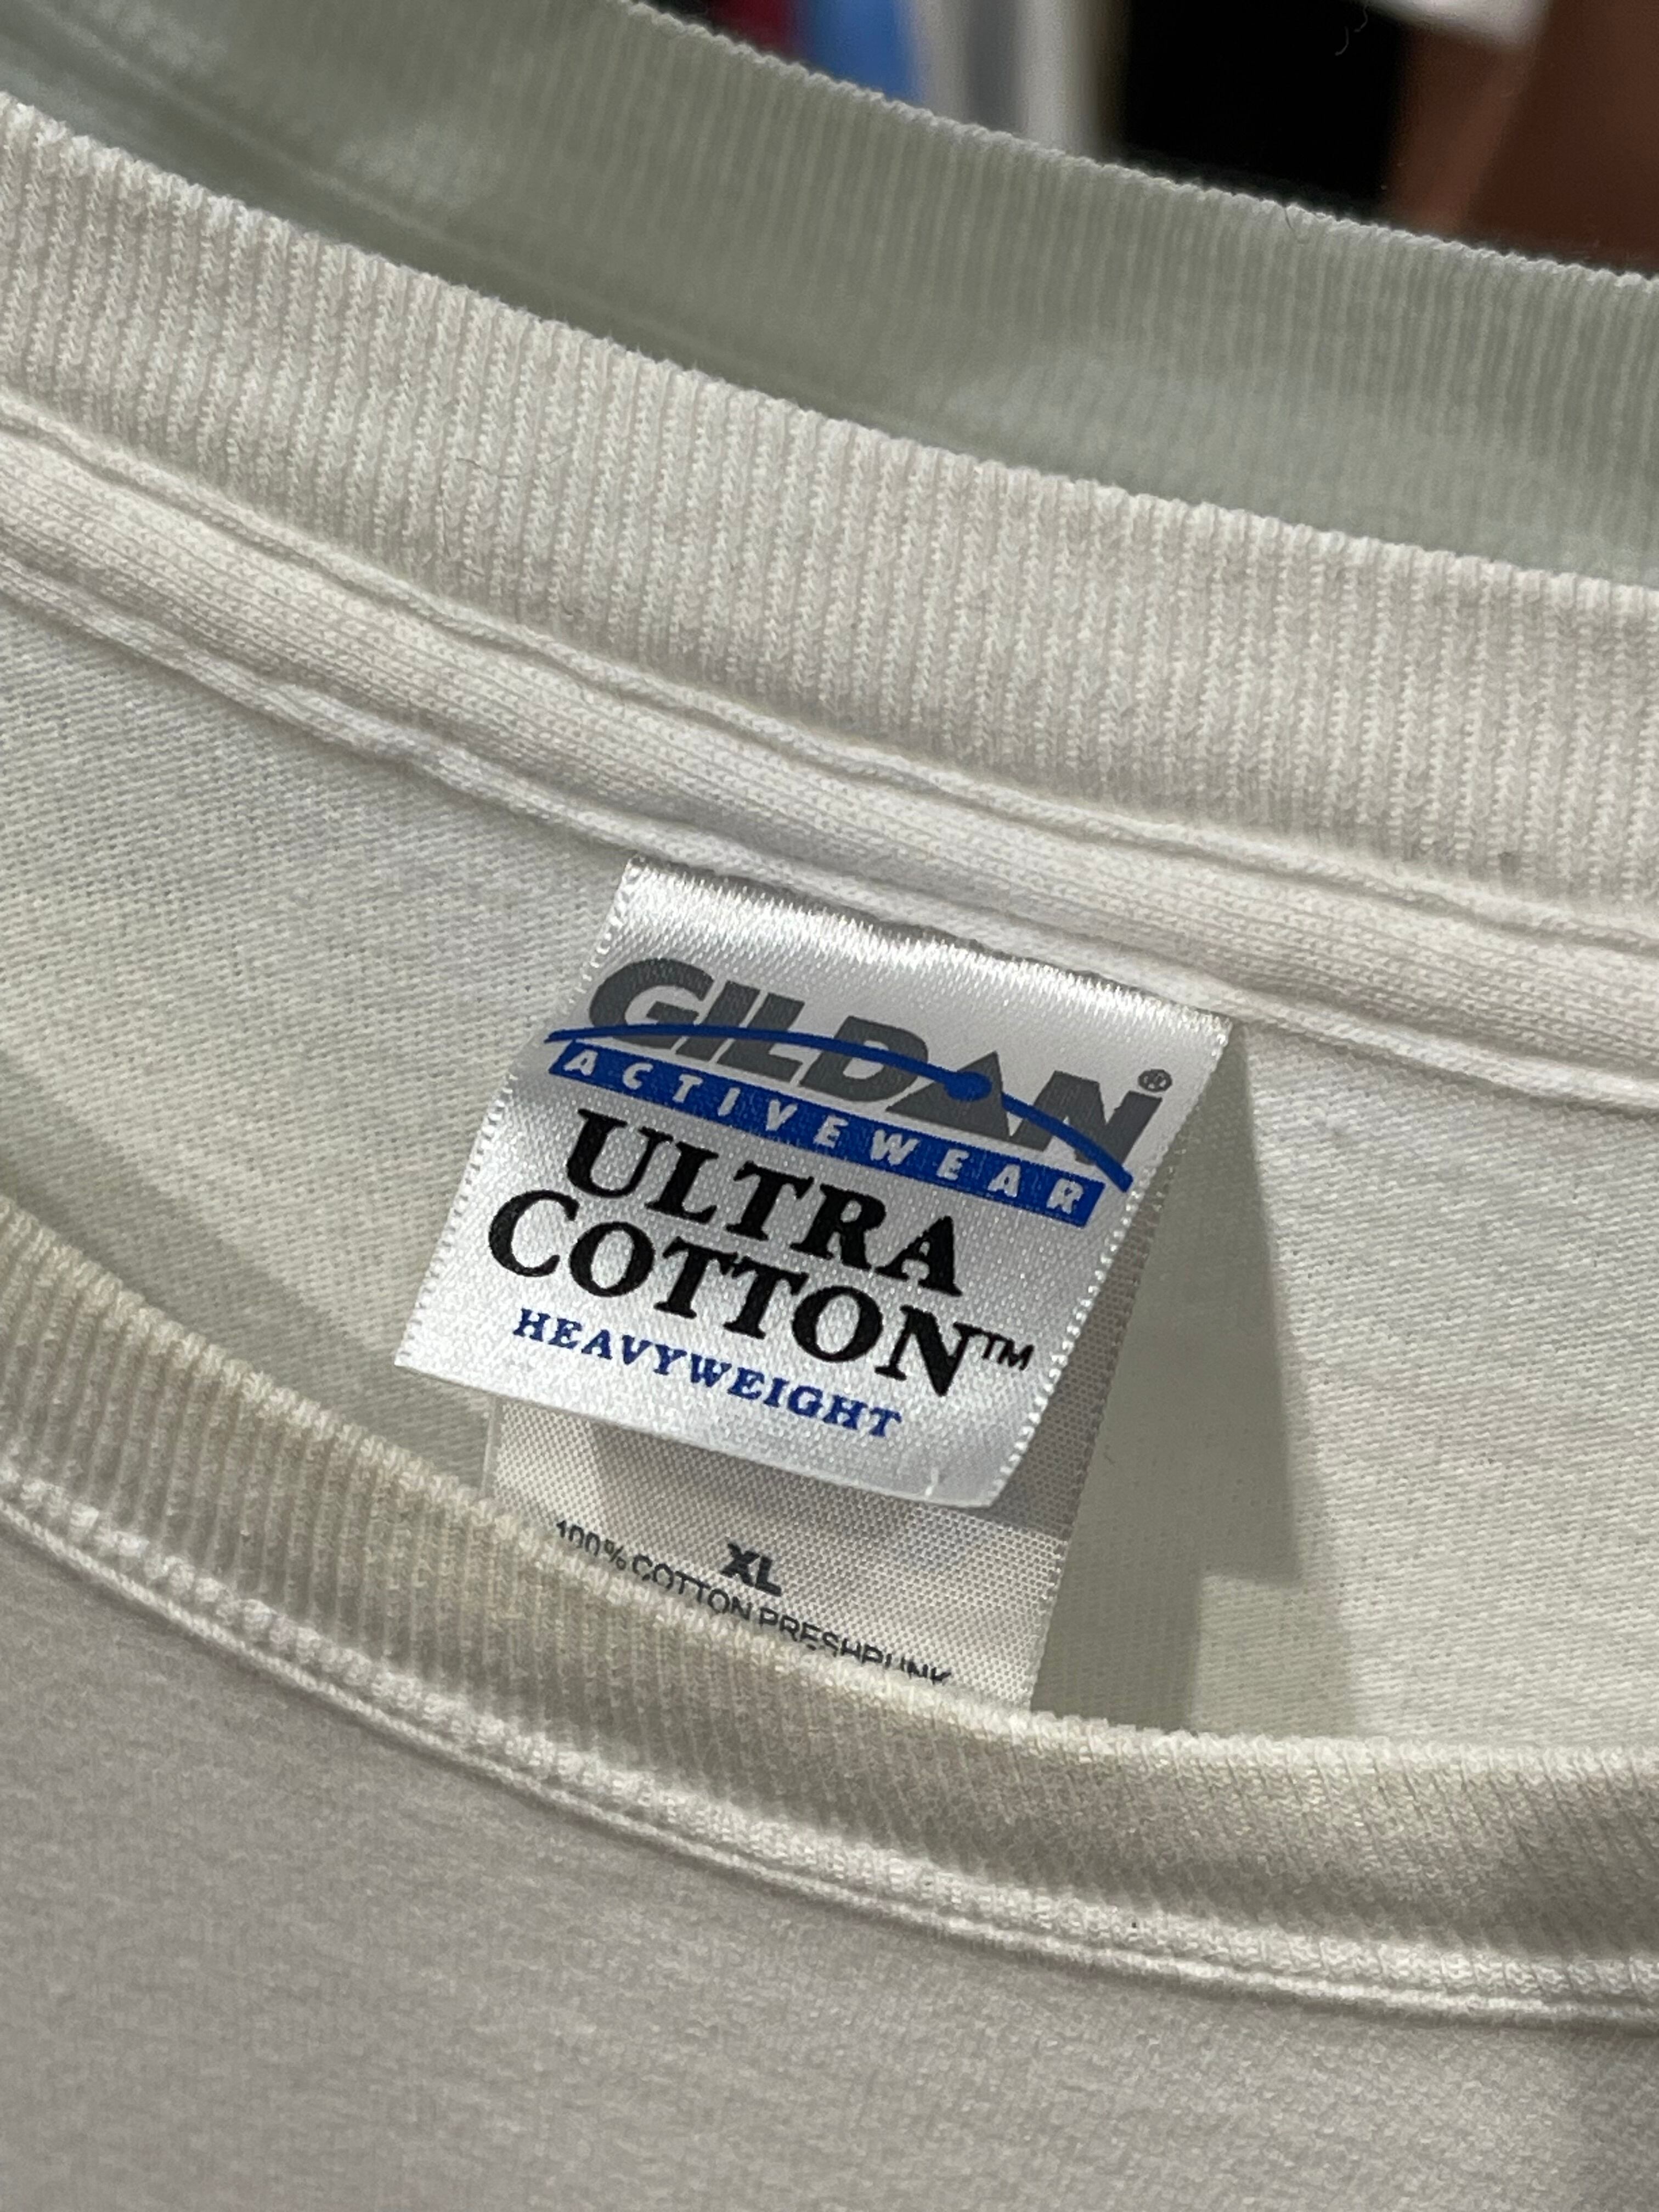 GILDAN®
ACTIVEWEAR
ULTRA
COTTON™
HEAVYWEIGHT
XL
100% COTTON PRESHRUNK